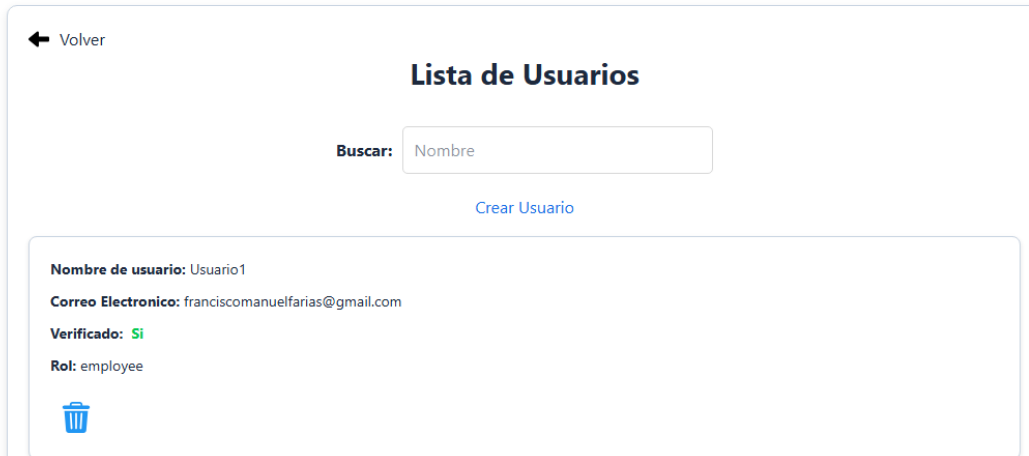 Volver
Lista de Usuarios
Buscar: Nombre
Crear Usuario
Nombre de usuario: Usuario1
Correo Electronico: franciscomanuelfarias@gmail.com
Verificado: Si
Rol: employee